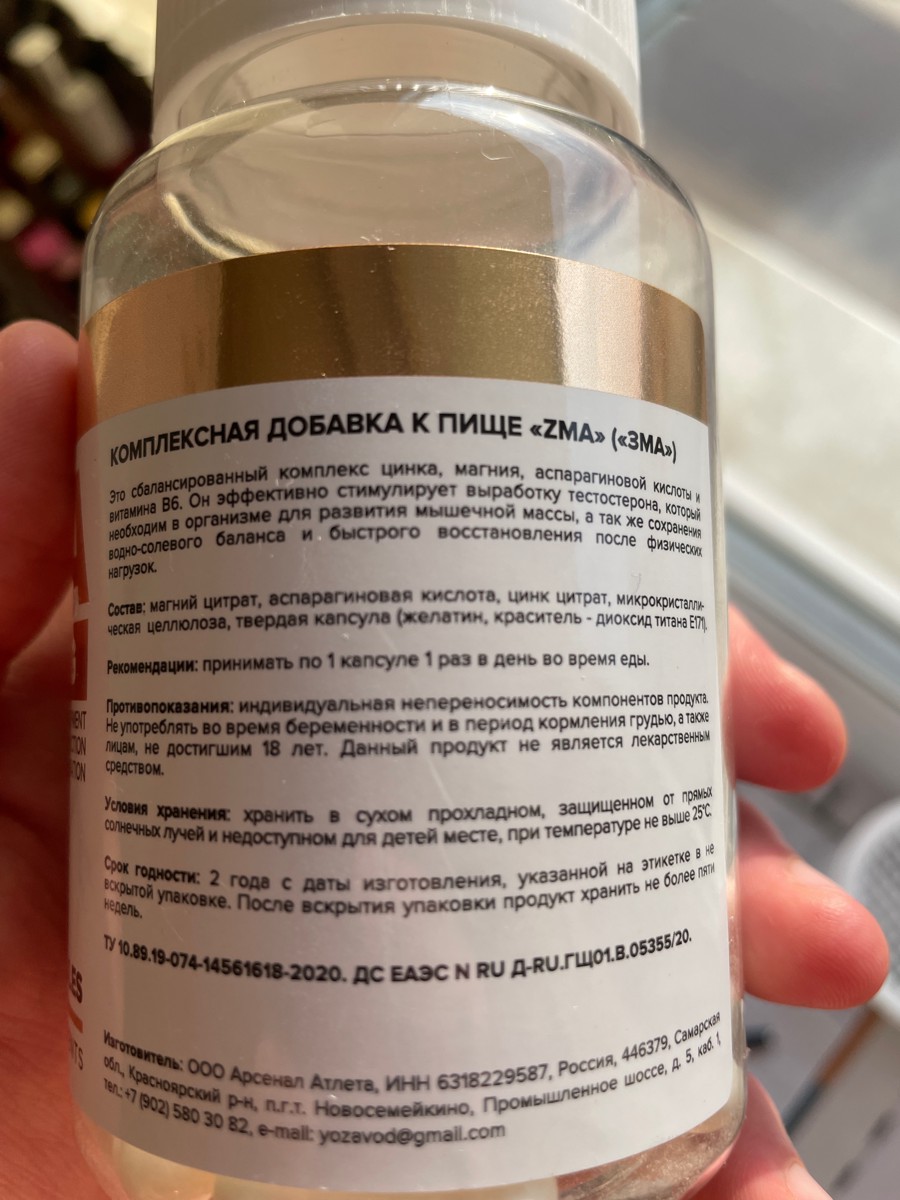 КОМПЛЕКСНАЯ ДОБАВКА К ПИЩЕ «ZMA» («ЗМА»)
Это сбалансированный комплекс цинка, магния, аспарагиновой кислоты и
витамина В6. Он эффективно стимулирует выработку тестостерона, который
необходим в организме для развития мышечной массы, а так же сохранения
водно-солевого баланса и быстрого восстановления после физических
нагрузок.
Состав: магний цитрат, аспарагиновая кислота, цинк цитрат, микрокристалли-
ческая целлюлоза, твердая капсула (желатин, краситель - диоксид титана Е171).
Рекомендации: принимать по 1 капсуле 1 раз в день во время еды.
Противопоказания: индивидуальная непереносимость компонентов продукта.
Не употреблять во время беременности и в период кормления грудью, а также
лицам, не достигшим 18 лет. Данный продукт не является лекарственным
средством.
Условия хранения: хранить в сухом прохладном, защищенном от прямых
солнечных лучей и недоступном для детей месте, при температуре не выше 25°С.
Срок годности: 2 года с даты изготовления, указанной на этикетке в не
вскрытой упаковке. После вскрытия упаковки продукт хранить не более пяти
недель.
ТУ 10.89.19-074-14561618-2020. ДС ЕАЭС N RU Д-RU.ГЩ01.В.05355/20.
Изготовитель: ООО Арсенал Атлета, ИНН 6318229587, Россия, 446379, Самарская
обл., Красноярский р-н, п.г.т. Новосемейкино, Промышленное шоссе, д. 5, каб. 1,
тел.: +7 (902) 580 30 82, e-mail: yozavod@gmail.com